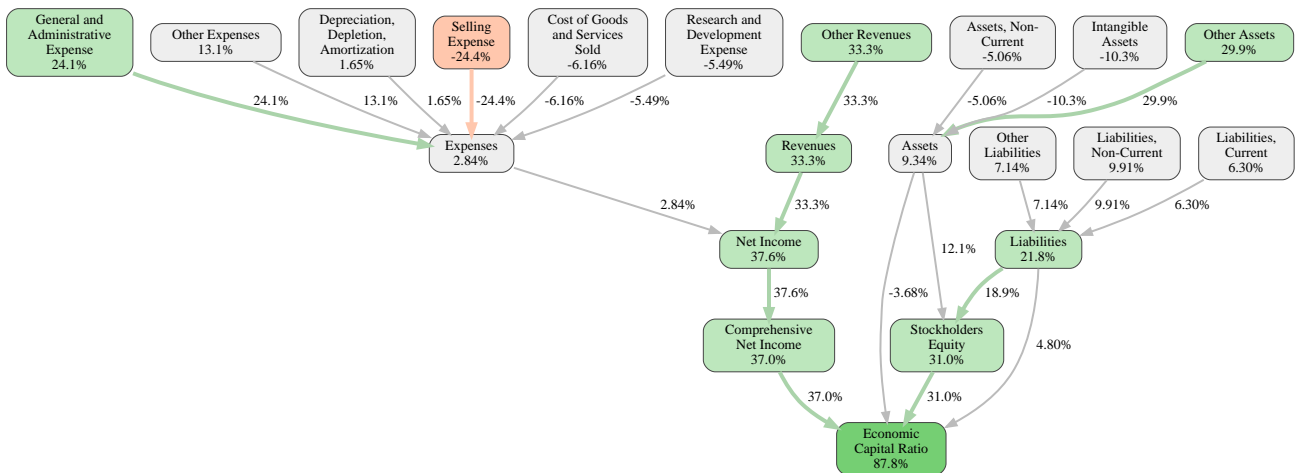 General and
Administrative
Expense
24.1%
Other Expenses
13.1%
Depreciation,
Depletion,
Amortization
1.65%
Selling
Expense
-24.4%
Cost of Goods
and Services
Sold
-6.16%
Research and
Development
Expense
-5.49%
Other Revenues
33.3%
Assets, Non-
Current
-5.06%
Intangible
Assets
-10.3%
Other Assets
29.9%
24.1%
13.1%
1.65%
-24.4%
-6.16%
-5.49%
33.3%
-5.06%
-10.3%
29.9%
Expenses
2.84%
Revenues
33.3%
Assets
9.34%
Other
Liabilities
7.14%
Liabilities,
Non-Current
9.91%
Liabilities,
Current
6.30%
2.84%
33.3%
7.14%
9.91%
6.30%
Net Income
37.6%
12.1%
Liabilities
21.8%
37.6%
-3.68%
18.9%
Comprehensive
Net Income
37.0%
Stockholders
Equity
31.0%
4.80%
37.0%
31.0%
Economic
Capital Ratio
87.8%